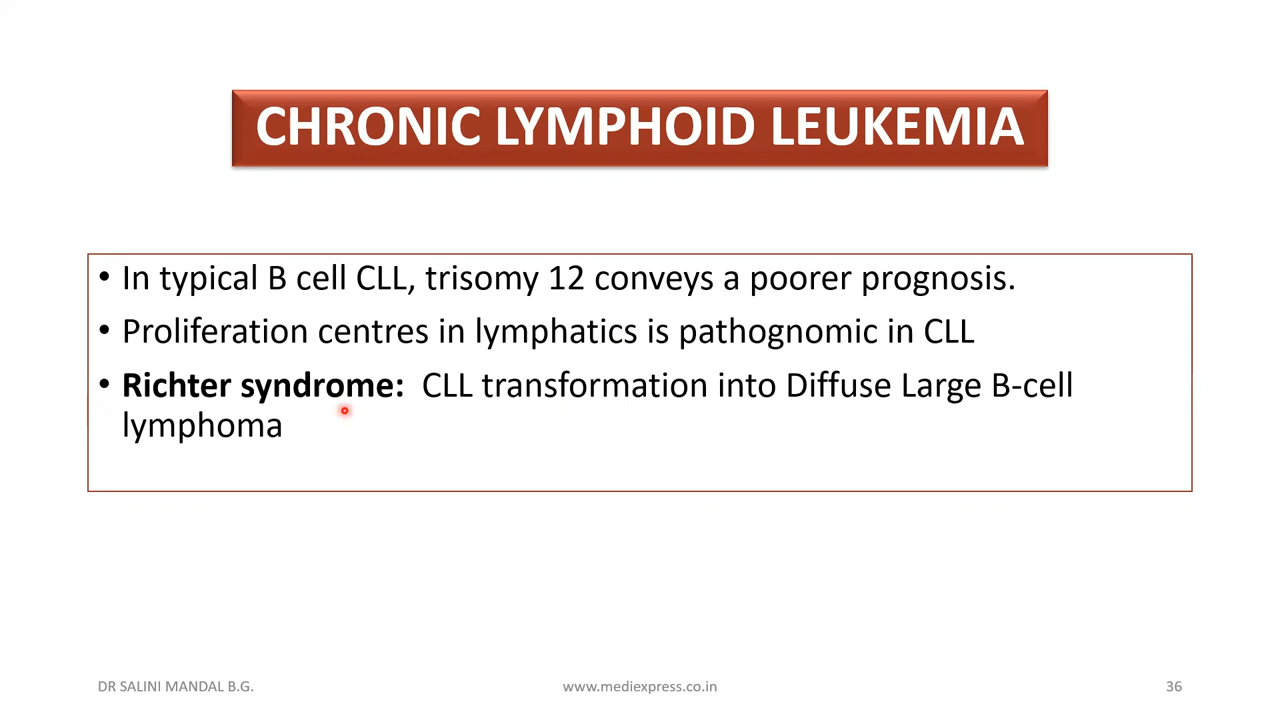 CHRONIC LYMPHOID LEUKEMIA
• In typical B cell CLL, trisomy 12 conveys a poorer prognosis.
• Proliferation centres in lymphatics is pathognomic in CLL
• Richter syndrome: CLL transformation into Diffuse Large B-cell
lymphoma
DR SALINI MANDAL B.G.
www.mediexpress.co.in
36